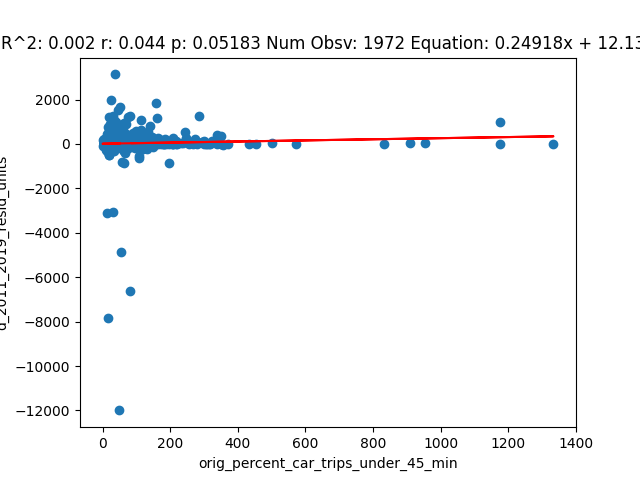 R^2: 0.002 r: 0.044 p: 0.05183 Num Obsv: 1972 Equation: 0.24918x + 12.13
2000
0
−2000
−4000
−6000
−8000
−10000
−12000
d_2011_2019_resid_units
0 200 400 600 800 1000 1200 1400
orig_percent_car_trips_under_45_min